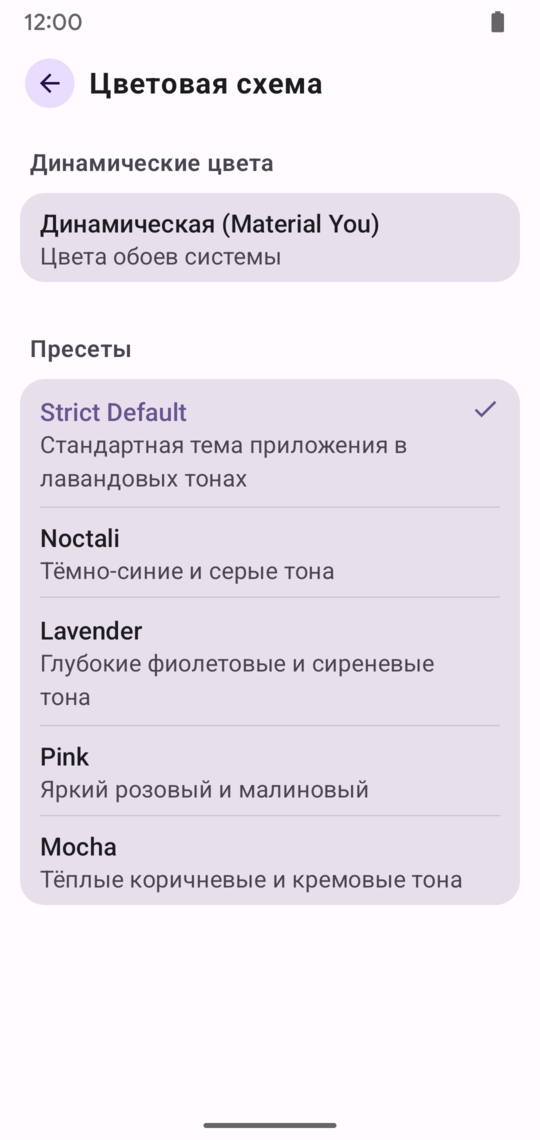 12:00
Цветовая схема
Динамические цвета
Динамическая (Material You)
Цвета обоев системы
Пресеты
Strict Default
Стандартная тема приложения в
лавандовых тонах
Noctali
Тёмно-синие и серые тона
Lavender
Глубокие фиолетовые и сиреневые
тона
Pink
Яркий розовый и малиновый
Mocha
Тёплые коричневые и кремовые тона